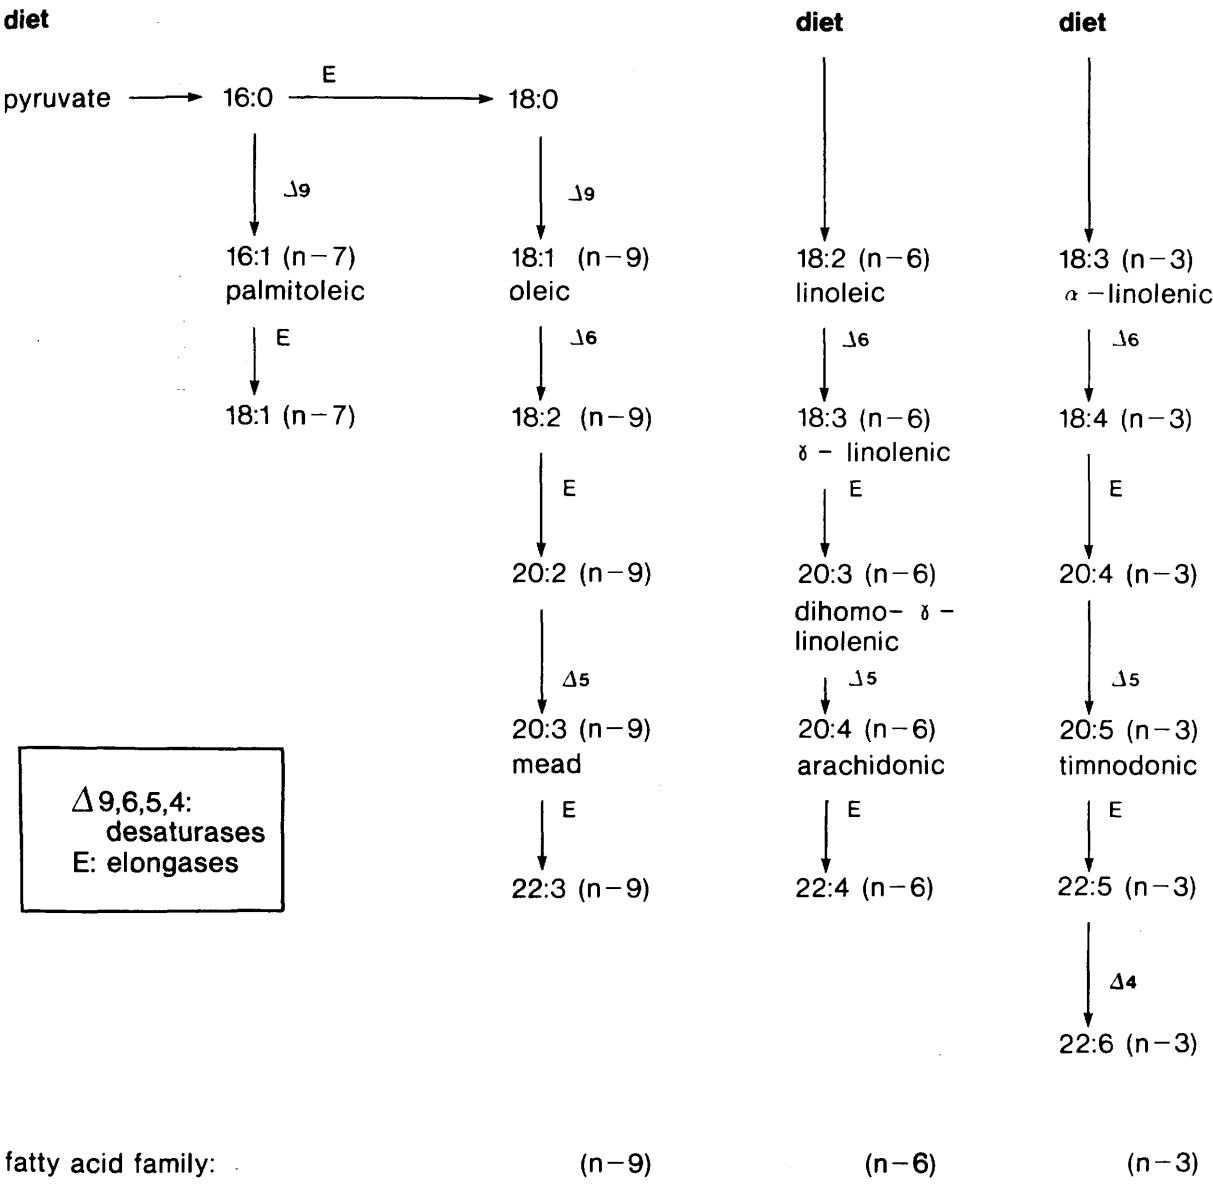 diet diet diet
E
pyruvate 16:0 18:0
Δ9 Δ9
16:1 (n-7) 18:1 (n-9) 18:2 (n-6) 18:3 (n-3)
palmitoleic oleic linoleic α-linolenic
E Δ6 Δ6 Δ6
18:1 (n-7) 18:2 (n-9) 18:3 (n-6) 18:4 (n-3)
γ - linolenic
E E E
20:2 (n-9) 20:3 (n-6) 20:4 (n-3)
dihomo- γ -
linolenic
Δ5 Δ5 Δ5
20:3 (n-9) 20:4 (n-6) 20:5 (n-3)
mead arachidonic timnodonic
E E E
22:3 (n-9) 22:4 (n-6) 22:5 (n-3)
Δ4
22:6 (n-3)
Δ 9,6,5,4:
desaturases
E: elongases
fatty acid family: (n-9) (n-6) (n-3)